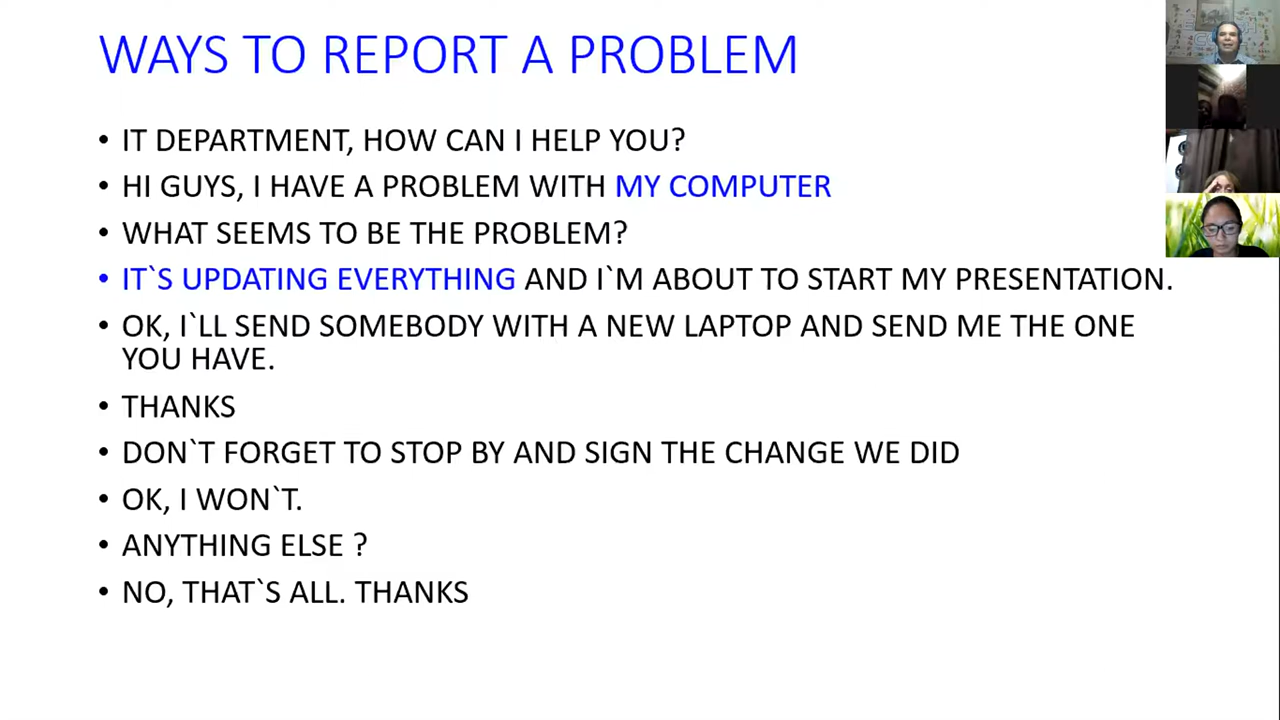 WAYS TO REPORT A PROBLEM
• IT DEPARTMENT, HOW CAN I HELP YOU?
• HI GUYS, I HAVE A PROBLEM WITH MY COMPUTER
• WHAT SEEMS TO BE THE PROBLEM?
• IT`S UPDATING EVERYTHING AND I`M ABOUT TO START MY PRESENTATION.
• OK, I`LL SEND SOMEBODY WITH A NEW LAPTOP AND SEND ME THE ONE
YOU HAVE.
• THANKS
• DON`T FORGET TO STOP BY AND SIGN THE CHANGE WE DID
• OK, I WON`T.
• ANYTHING ELSE ?
• NO, THAT`S ALL. THANKS